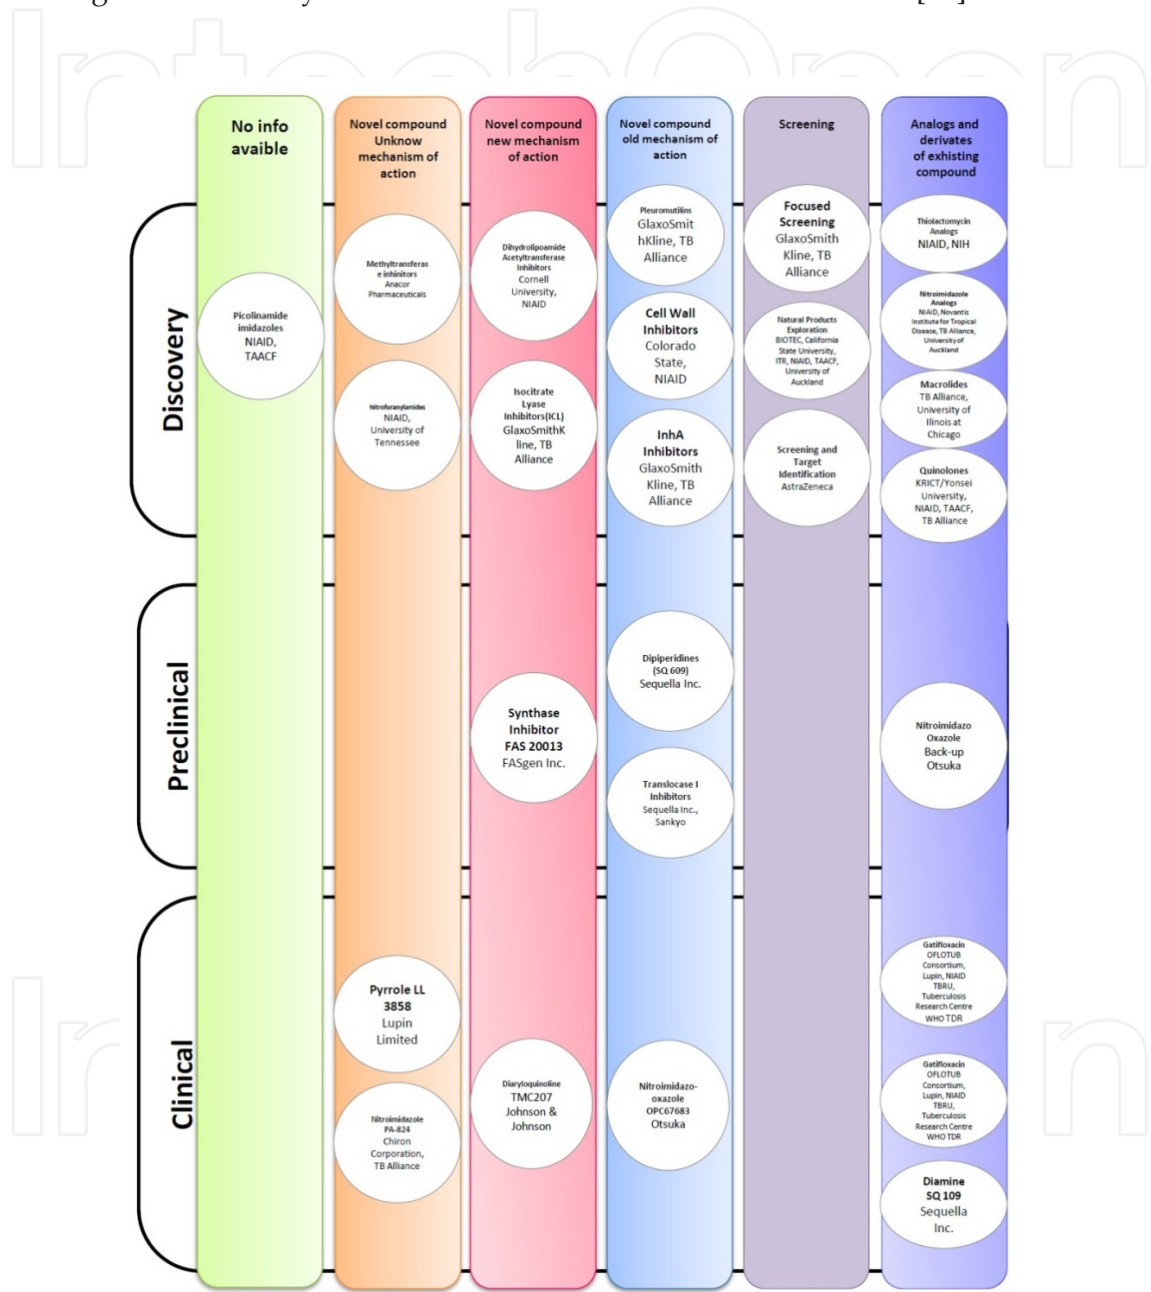 No info
avaible
Novel compound
Unknow
mechanism of
action
Novel compound
new mechanism
of action
Novel compound
old mechanism of
action
Screening
Analogs and
derivates
of exhisting
compound
Discovery
Picolinamide
imidazoles
NIAID,
TAACF
Methyltransferas
e inhinitors
Anacor
Pharmaceuticals
Nitrofuranylamides
NIAID,
University of
Tennessee
Dihydrolipoamide
Acetyltransferase
Inhibitors
Cornell
University,
NIAID
Isocitrate
Lyase
Inhibitors(ICL)
GlaxoSmithK
line, TB
Alliance
Pleuromutilins
GlaxoSmit
hKline, TB
Alliance
Cell Wall
Inhibitors
Colorado
State,
NIAID
InhA
Inhibitors
GlaxoSmith
Kline, TB
Alliance
Focused
Screening
GlaxoSmith
Kline, TB
Alliance
Natural Products
Exploration
BIOTEC, California
State University,
ITR, NIAID, TAACF,
University of
Auckland
Screening and
Target
Identification
AstraZeneca
Thiolactomycin
Analogs
NIAID, NIH
Nitroimidazole
Analogs
NIAID, Novantis
Institute for Tropical
Disease, TB Alliance,
University of
Auckland
Macrolides
TB Alliance,
University of
Ilinois at
Chicago
Quinolones
KRICT/Yonsei
University,
NIAID, TAACF,
TB Alliance
Preclinical
Synthase
Inhibitor
FAS 20013
FASgen Inc.
Dipiperidines
(SQ 609)
Sequella Inc.
Translocase I
Inhibitors
Sequella Inc.,
Sankyo
Nitroimidazo
Oxazole
Back-up
Otsuka
Clinical
Pyrrole LL
3858
Lupin
Limited
Nitroimidazole
PA-824
Chiron
Corporation,
TB Alliance
Diaryloquinoline
TMC207
Johnson &
Johnson
Nitroimidazo-
oxazole
OPC67683
Otsuka
Gatifloxacin
OFLOTUB
Consortium,
Lupin, NIAID
TBRU,
Tuberculosis
Research Centre
WHO TDR
Gatifloxacin
OFLOTUB
Consortium,
Lupin, NIAID
TBRU,
Tuberculosis
Research Centre
WHO TDR
Diamine
SQ 109
Sequella
Inc.